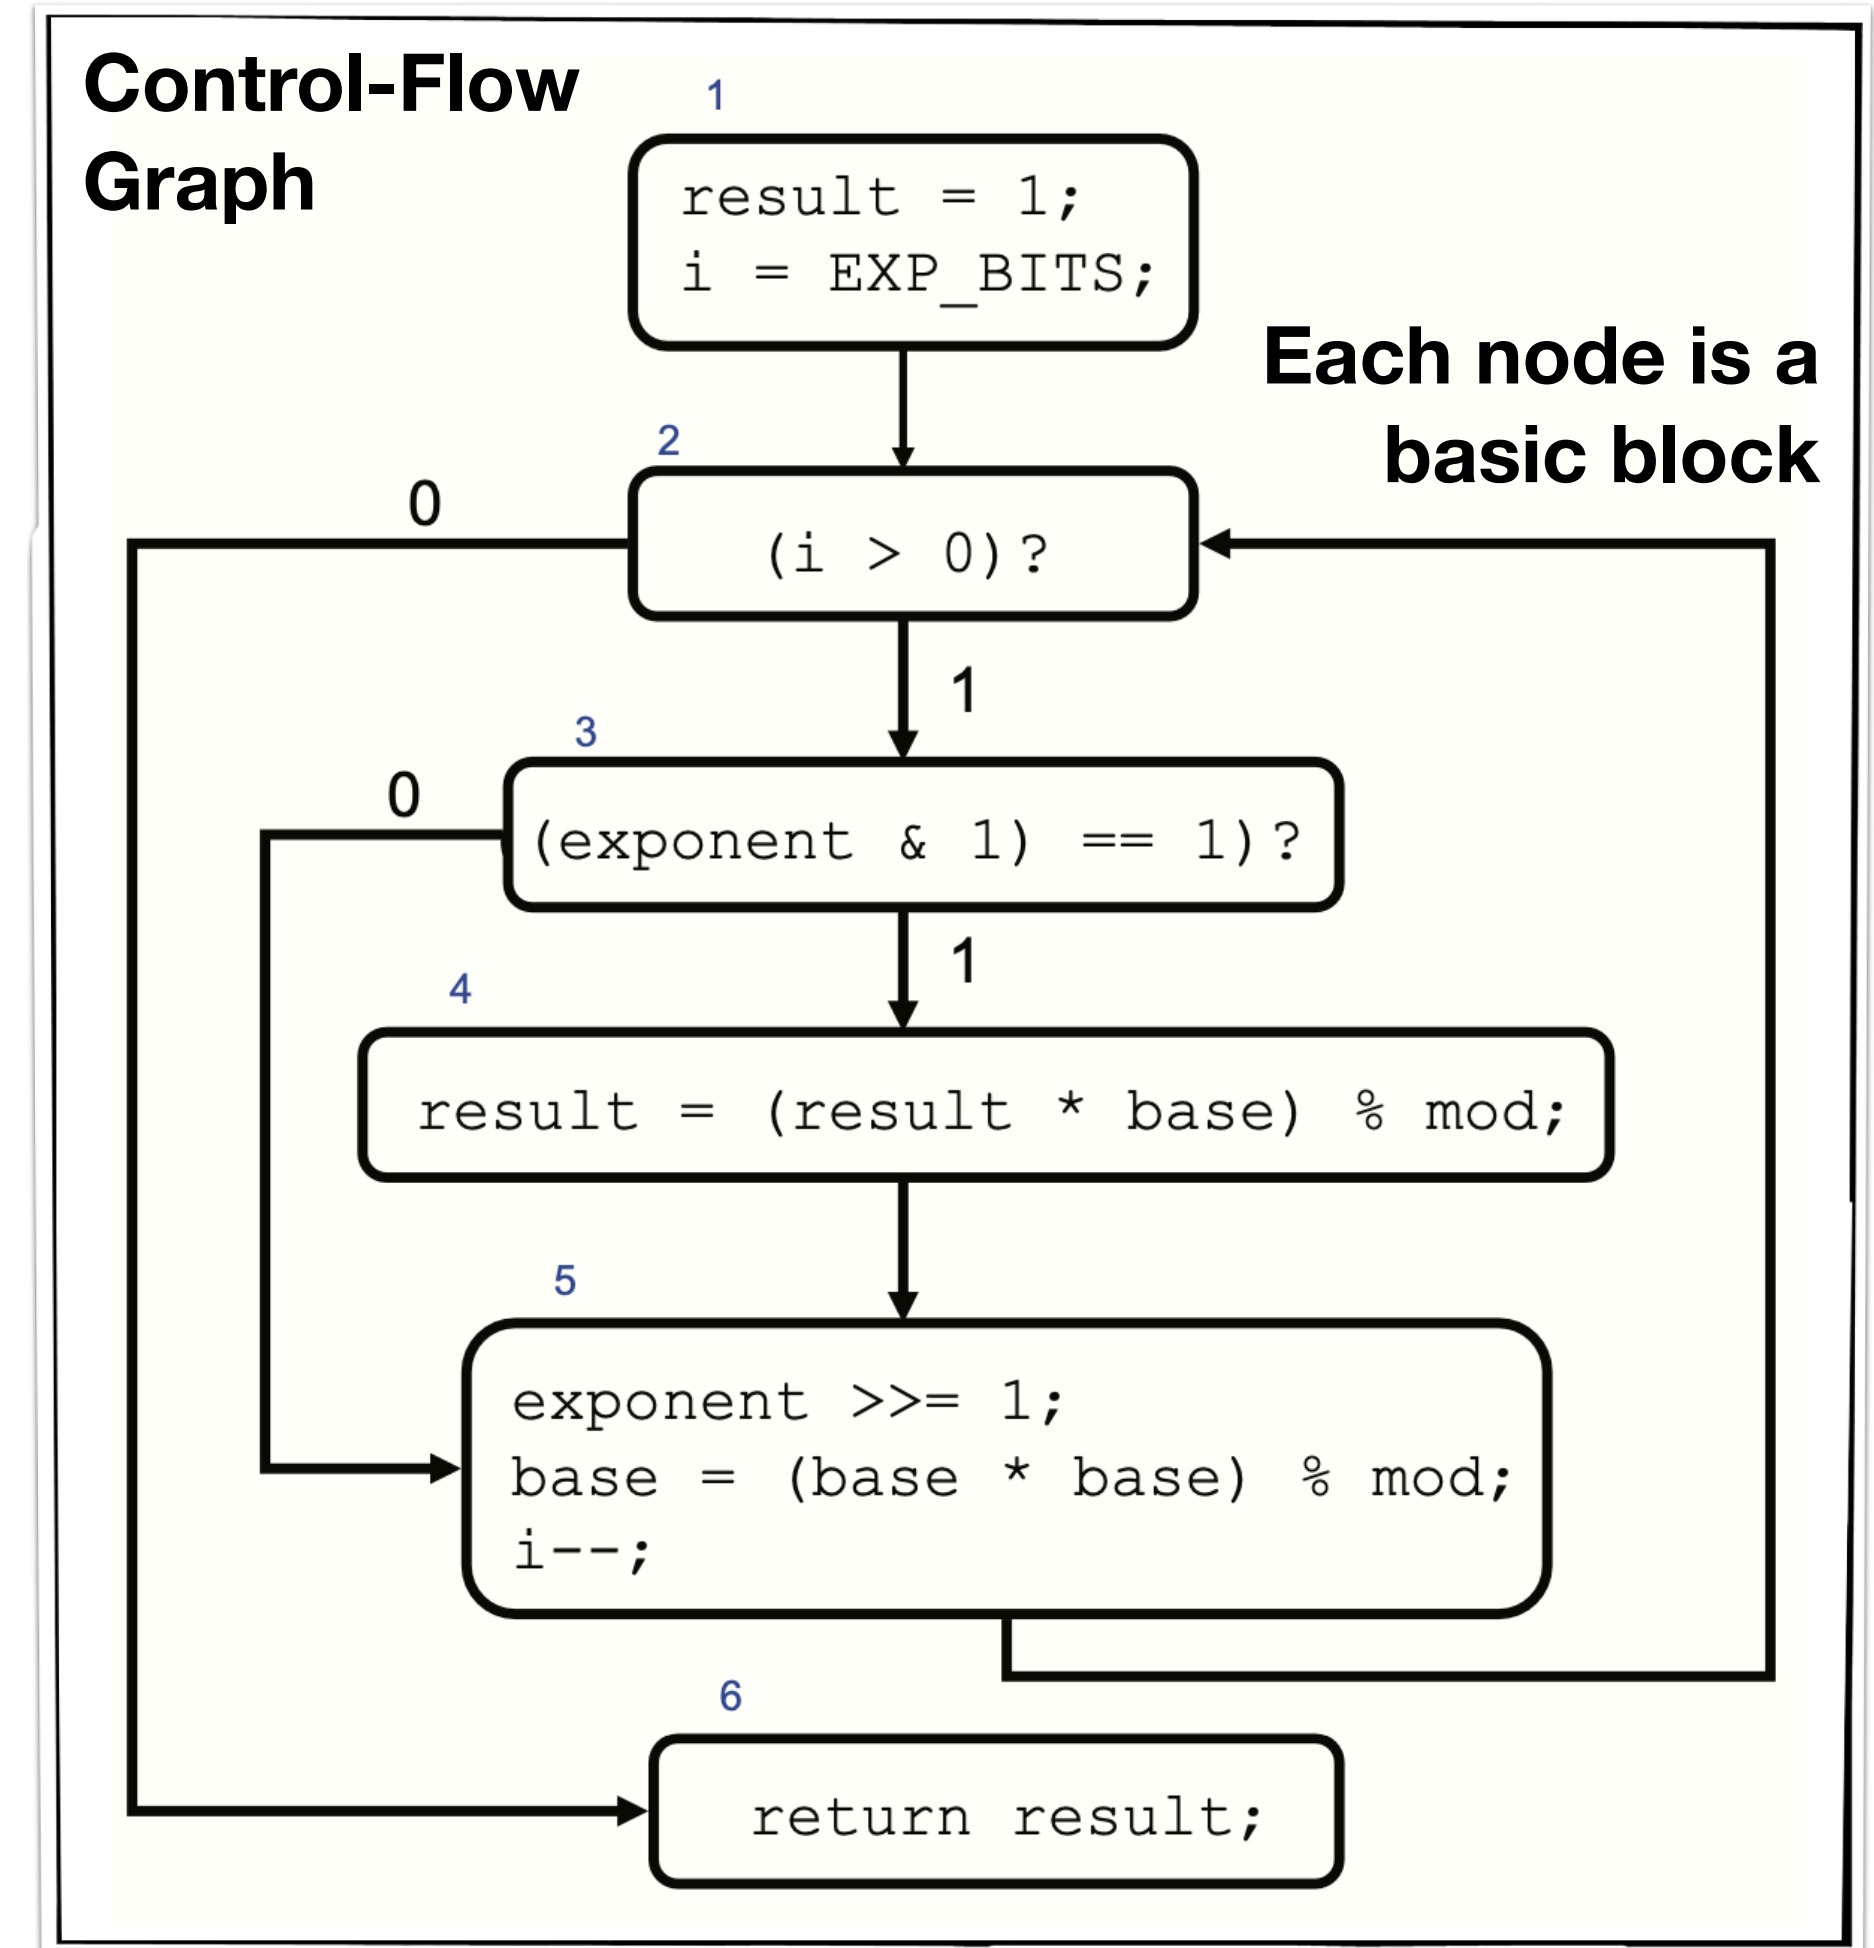 Control-Flow
Graph
1
result = 1;
i = EXP_BITS;
Each node is a
basic block
2
0
(i > 0)?
1
3
0
(exponent & 1) == 1)?
1
4
result = (result * base) % mod;
5
exponent >>= 1;
base = (base * base) % mod;
i--;
6
return result;